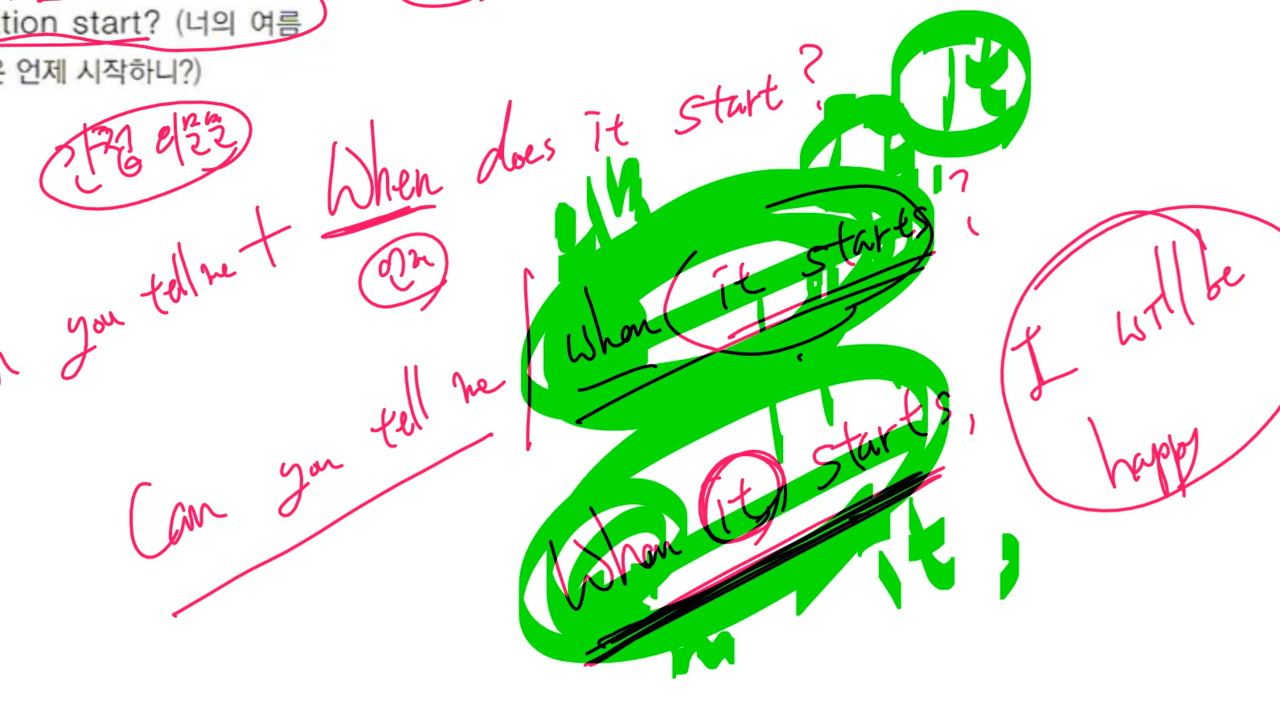 tion start? (너의 여름
언제 시작하니?)
간접 의문문
When does it start?
you tell me +
언제
it
Can you tell me
when it starts?
When it starts,
I will be
happy
it,